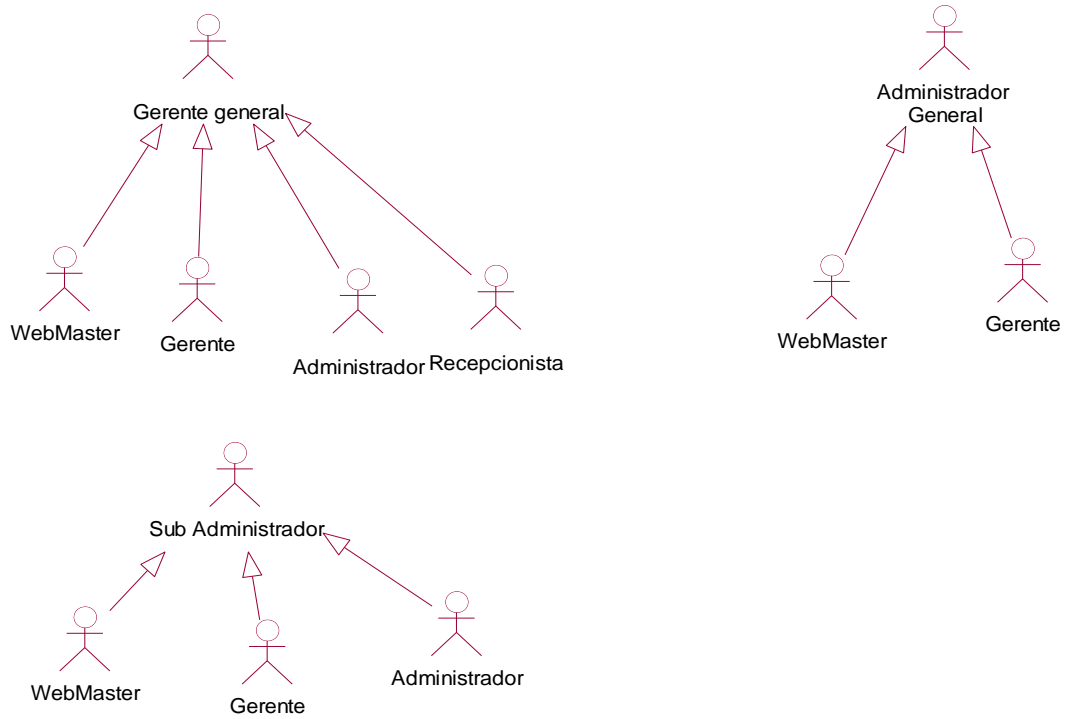 Gerente general
WebMaster
Gerente
Administrador
Recepcionista
Administrador
General
WebMaster
Gerente
Sub Administrador
WebMaster
Gerente
Administrador